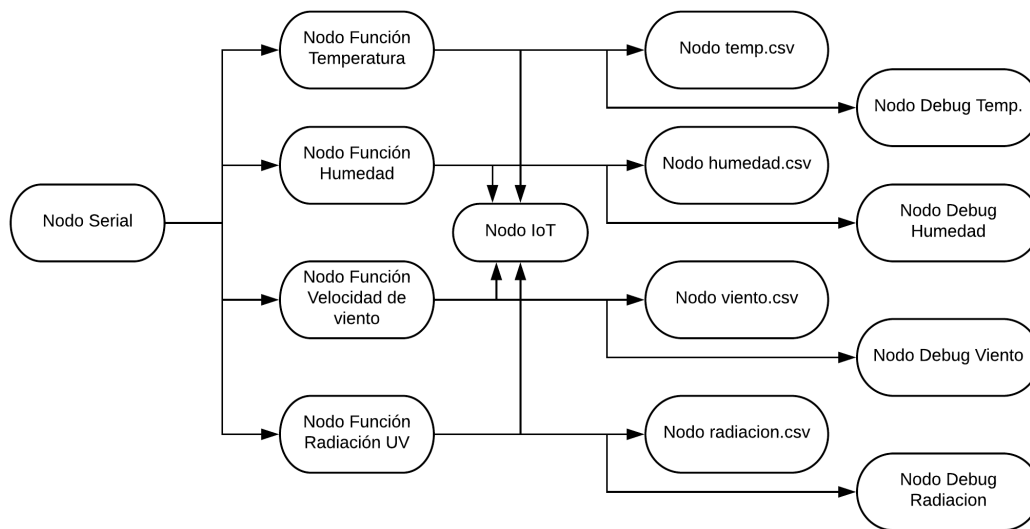 Nodo Función
Temperatura
Nodo temp.csv
Nodo Debug Temp.
Nodo Función
Humedad
Nodo humedad.csv
Nodo Serial
Nodo IoT
Nodo Debug
Humedad
Nodo Función
Velocidad de
viento
Nodo viento.csv
Nodo Debug Viento
Nodo Función
Radiación UV
Nodo radiacion.csv
Nodo Debug
Radiacion